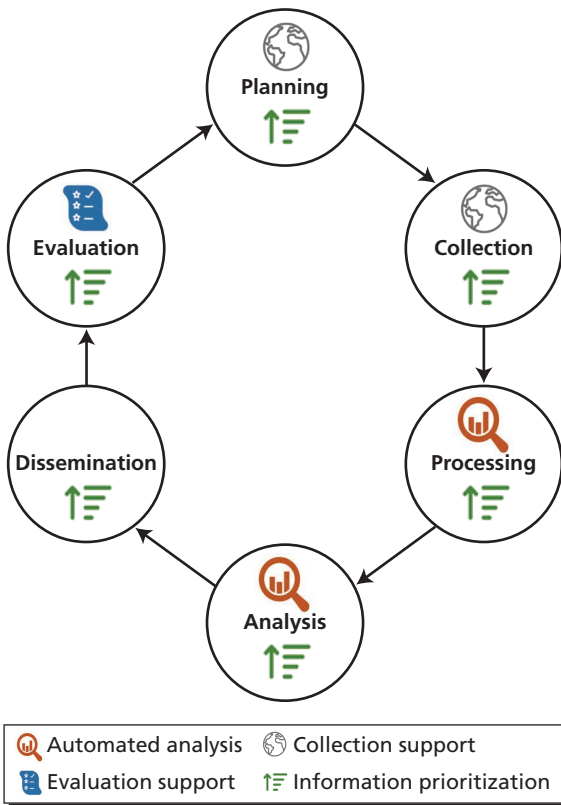 Planning
Collection
Processing
Analysis
Dissemination
Evaluation
Automated analysis
Collection support
Evaluation support
Information prioritization